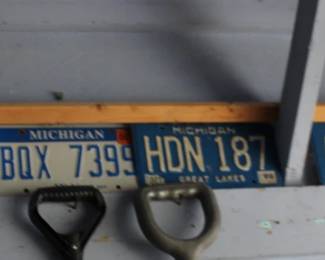 MICHIGAN
BQX 7399
MICHIGAN
HDN 187
GREAT LAKES